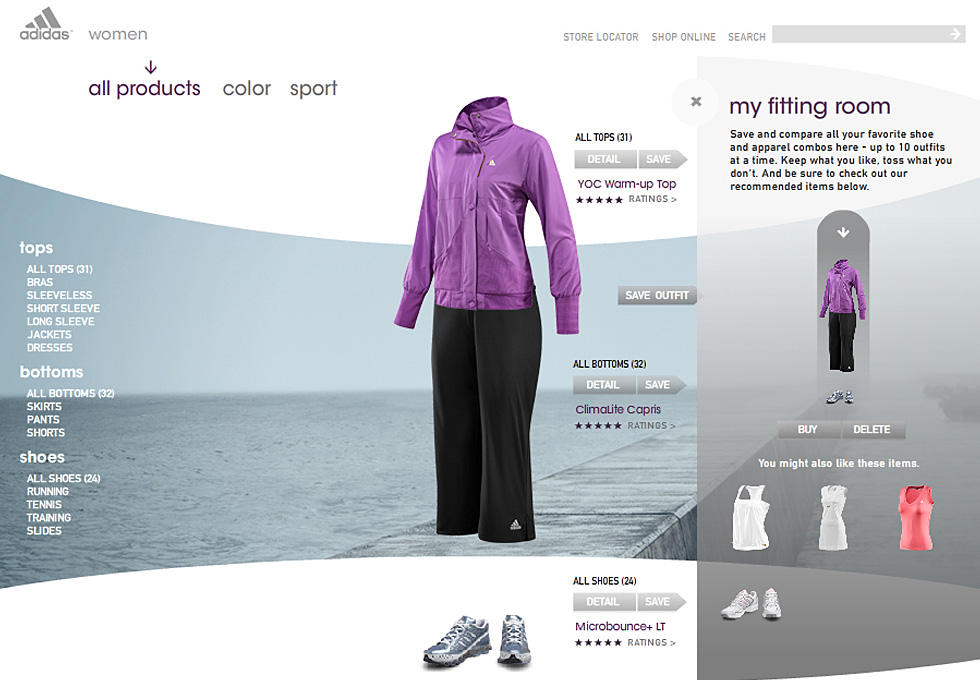 adidas women
STORE LOCATOR SHOP ONLINE SEARCH
all products color sport
my fitting room
Save and compare all your favorite shoe
and apparel combos here - up to 10 outfits
at a time. Keep what you like, toss what you
don't. And be sure to check out our
recommended items below.
ALL TOPS (31)
DETAIL SAVE
YOC Warm-up Top
RATINGS >
tops
ALL TOPS (31)
BRAS
SLEEVELESS
SHORT SLEEVE
LONG SLEEVE
JACKETS
DRESSES
bottoms
ALL BOTTOMS (32)
SKIRTS
PANTS
SHORTS
shoes
ALL SHOES (24)
RUNNING
TENNIS
TRAINING
SLIDES
SAVE OUTFIT
ALL BOTTOMS (32)
DETAIL SAVE
ClimaLite Capris
RATINGS >
adidas
BUY DELETE
You might also like these items.
ALL SHOES (24)
DETAIL SAVE
Microbounce+ LT
RATINGS >